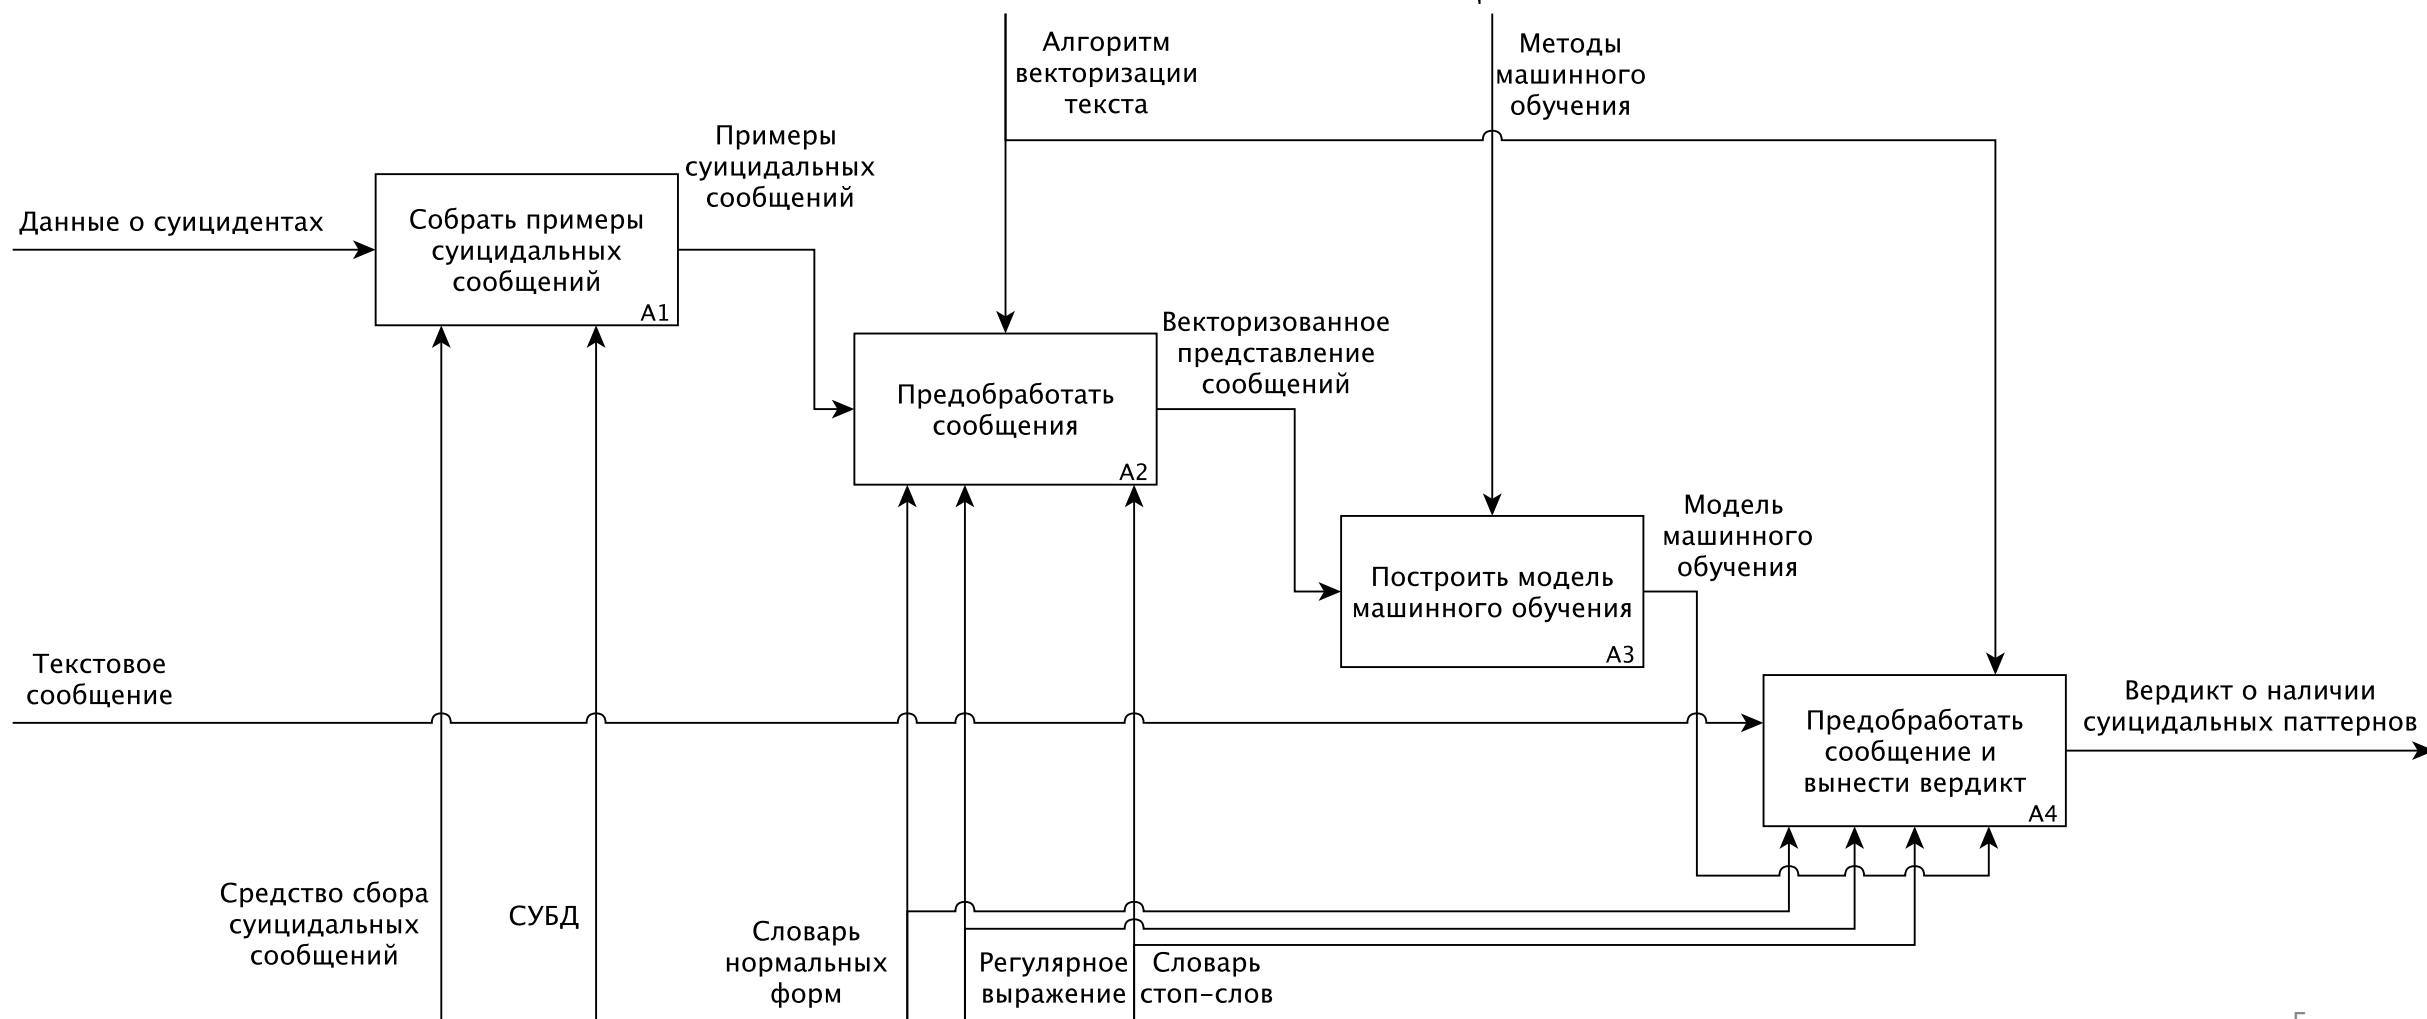 Алгоритм
векторизации
текста
Методы
машинного
обучения
Примеры
суицидальных
сообщений
Данные о суицидентах
Собрать примеры
суицидальных
сообщений
A1
Векторизованное
представление
сообщений
Предобработать
сообщения
A2
Модель
машинного
обучения
Построить модель
машинного обучения
A3
Текстовое
сообщение
Вердикт о наличии
суицидальных паттернов
Предобработать
сообщение и
вынести вердикт
A4
Средство сбора
суицидальных
сообщений
СУБД
Словарь
нормальных
форм
Регулярное
выражение
Словарь
стоп-слов